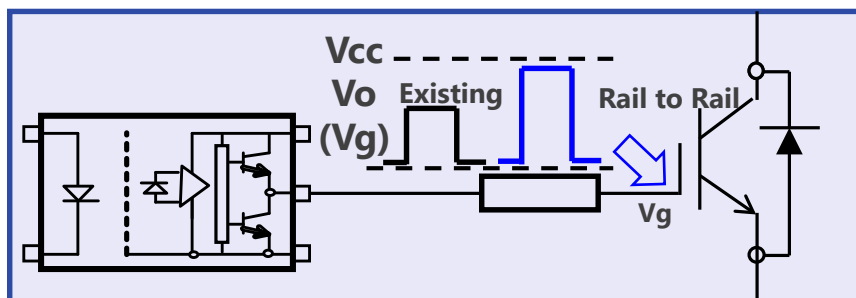 Vcc
Vo
(Vg)
Existing
Rail to Rail
Vg